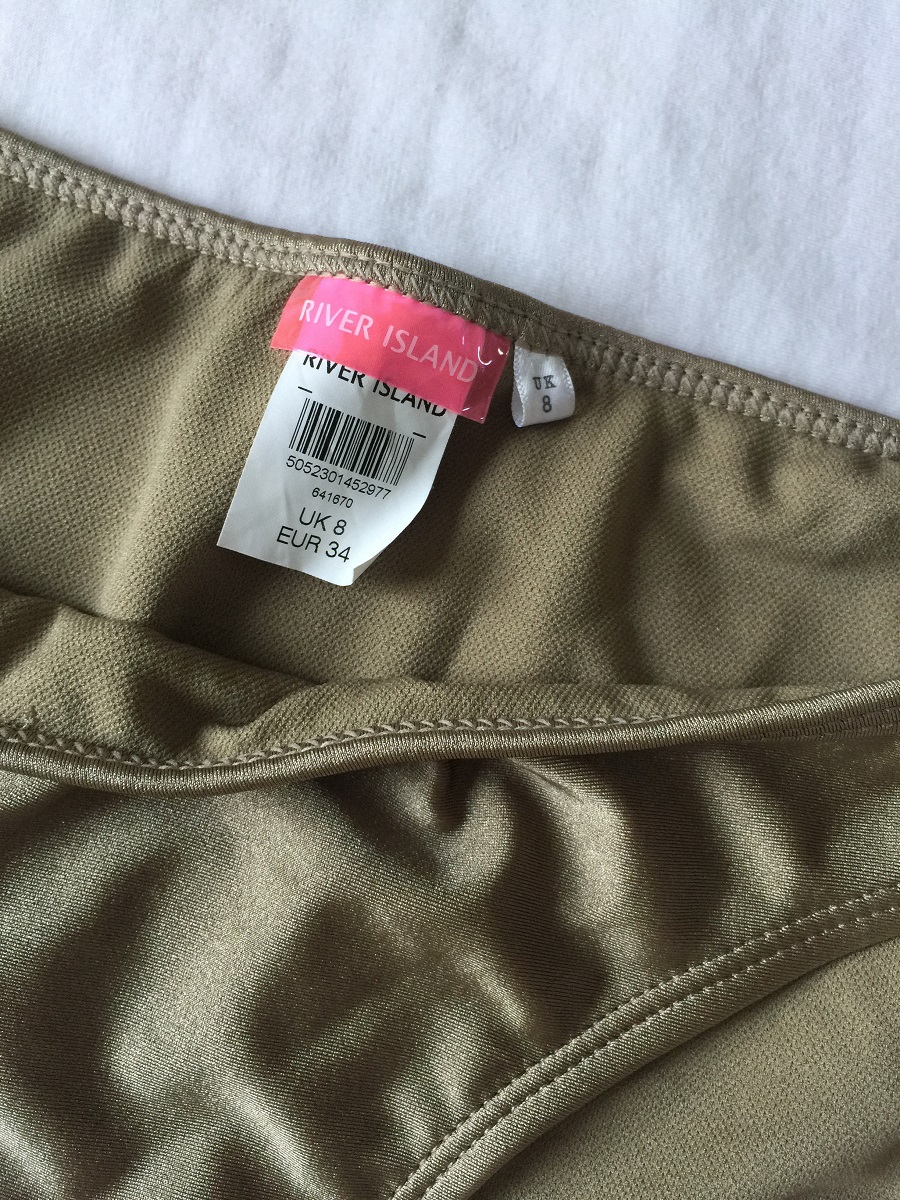 RIVER ISLAND
RIVER ISLAND
5052301452977
641670
UK 8
EUR 34
UK
8